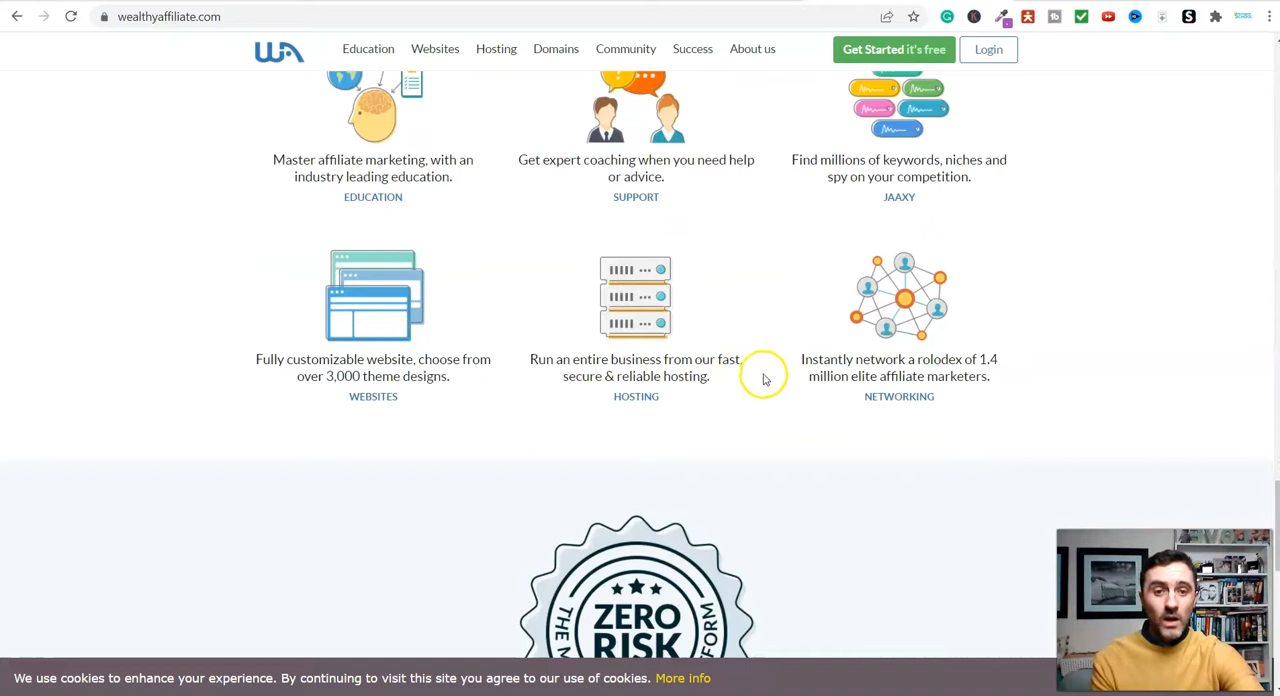 wealthyaffiliate.com
WA
Education Websites Hosting Domains Community Success About us Get Started it's free Login
Master affiliate marketing, with an
industry leading education.
EDUCATION
Get expert coaching when you need help
or advice.
SUPPORT
Find millions of keywords, niches and
spy on your competition.
JAAXY
Fully customizable website, choose from
over 3,000 theme designs.
WEBSITES
Run an entire business from our fast,
secure & reliable hosting.
HOSTING
Instantly network a rolodex of 1.4
million elite affiliate marketers.
NETWORKING
ZERO
RISK
THE M
FORM
We use cookies to enhance your experience. By continuing to visit this site you agree to our use of cookies. More info